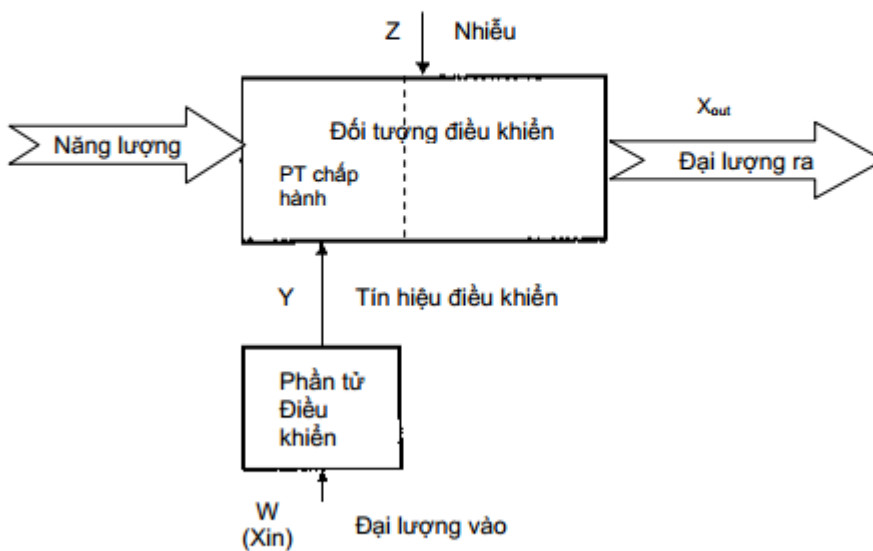 Z Nhiễu
X_out
Đối tượng điều khiển
Năng lượng
Đại lượng ra
PT chấp
hành
Y Tín hiệu điều khiển
Phần tử
Điều
khiển
W
(Xin)
Đại lượng vào